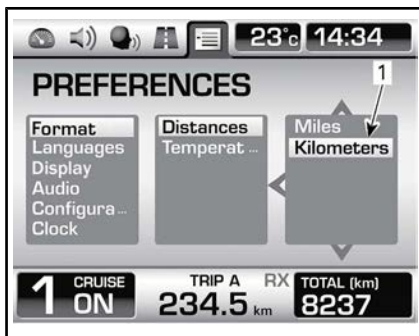 23°c 14:34
1
PREFERENCES
Format
Languages
Display
Audio
Configura...
Clock
Distances
Temperat ...
Miles
Kilometers
1 CRUISE ON
TRIP A
234.5 km
RX
TOTAL (km)
8237